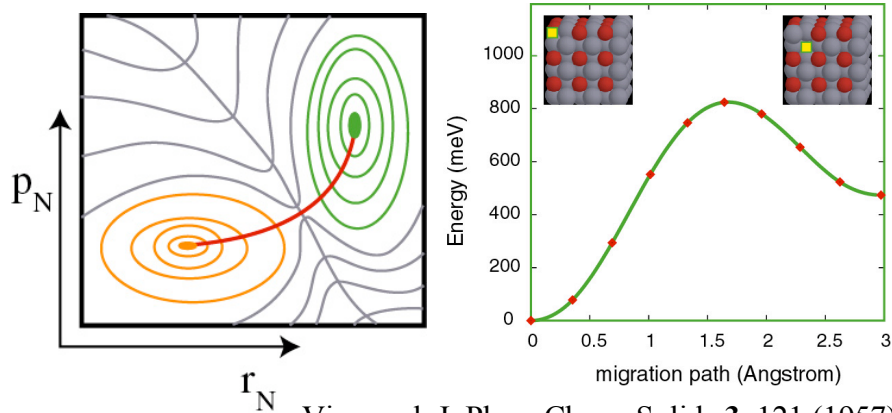 p_N
r_N
Energy (meV)
1000
800
600
400
200
0
0 0.5 1 1.5 2 2.5 3
migration path (Angstrom)
J. Phys. Chem. Solids 3, 121 (1957)